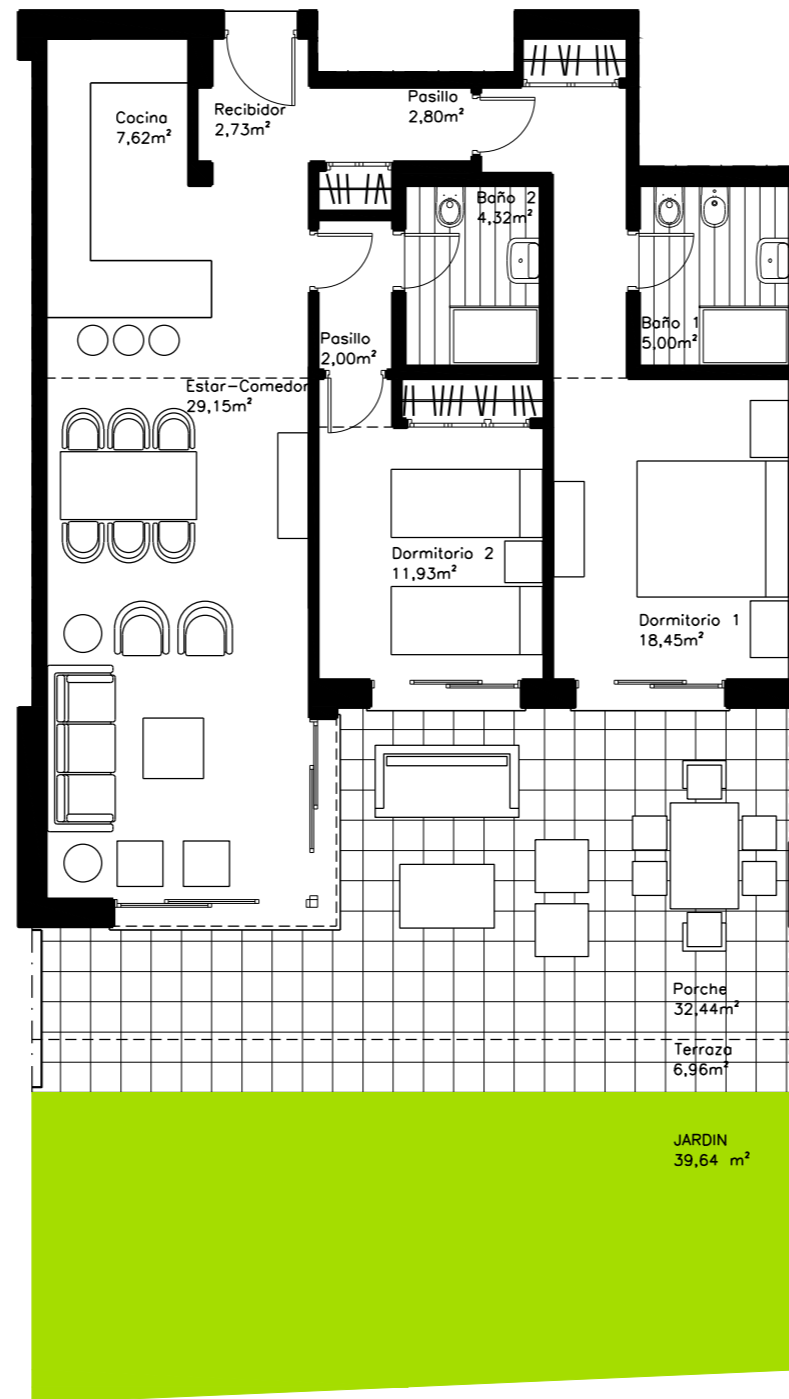 Cocina
7,62m²
Recibidor
2,73m²
Pasillo
2,80m²
Baño 2
4,32m²
Baño 1
5,00m²
Pasillo
2,00m²
Estar-Comedor
29,15m²
Dormitorio 2
11,93m²
Dormitorio 1
18,45m²
Porche
32,44m²
Terraza
6,96m²
JARDIN
39,64 m²